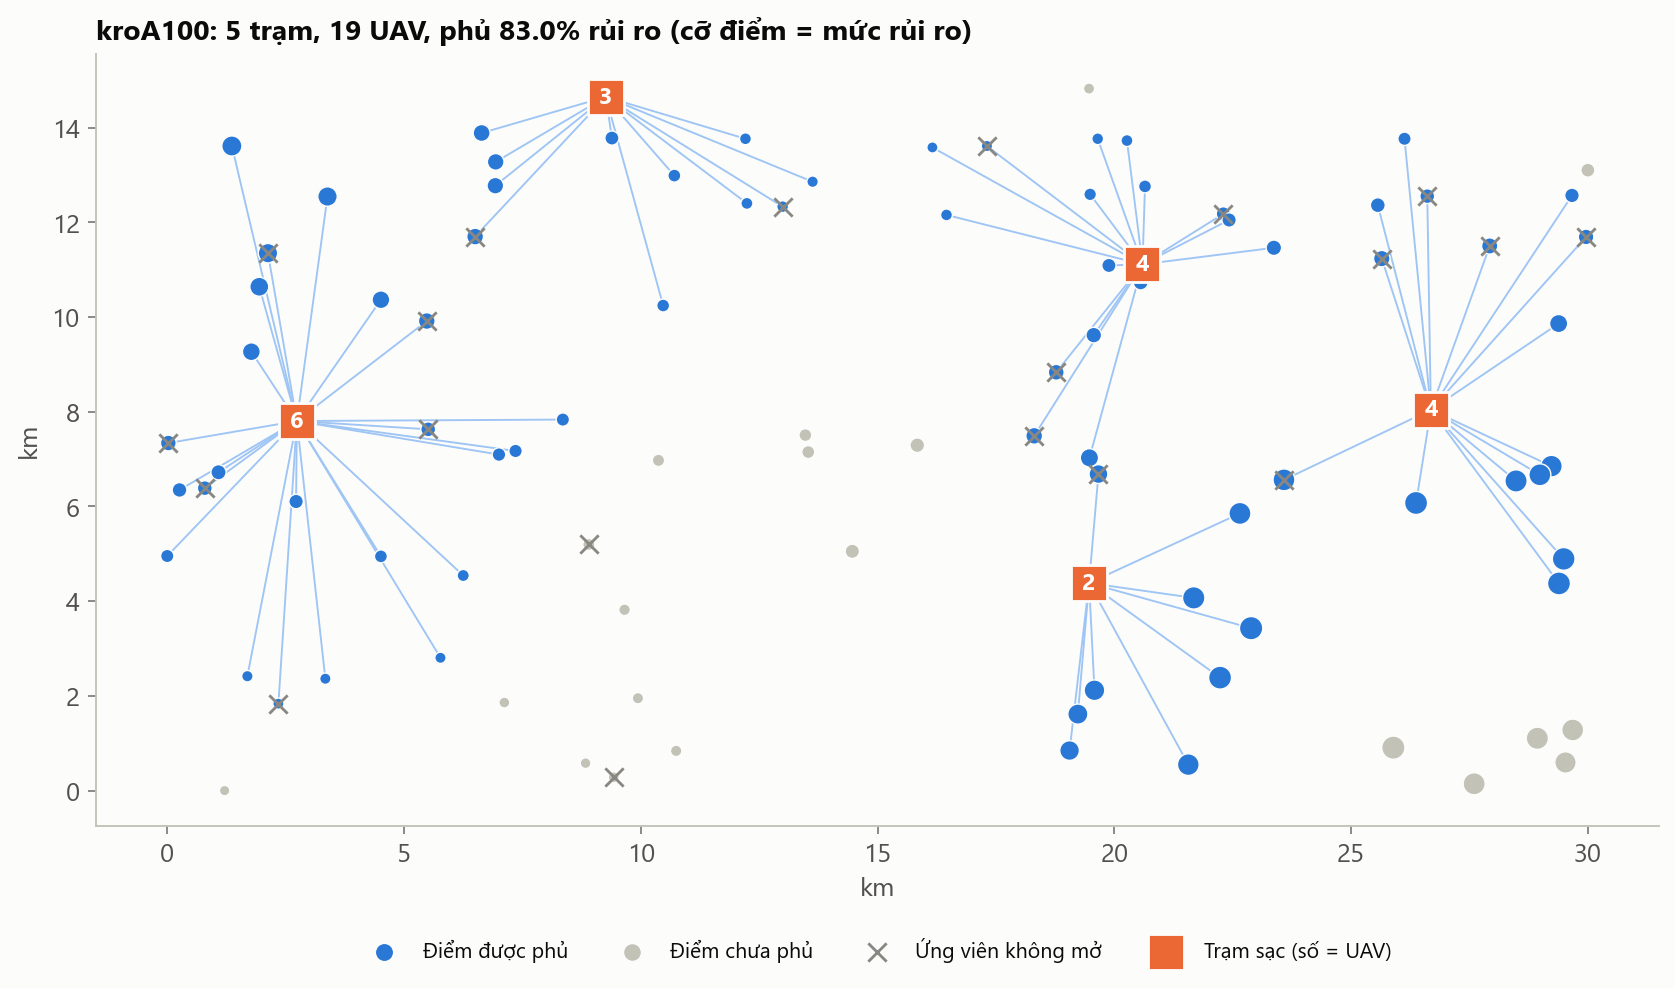 kroA100: 5 trạm, 19 UAV, phủ 83.0% rủi ro (cỡ điểm = mức rủi ro)
km
14
12
10
8
6
4
2
0
3
4
6
4
2
0
5
10
15
20
25
30
km
Điểm được phủ
Điểm chưa phủ
Ứng viên không mở
Trạm sạc (số = UAV)